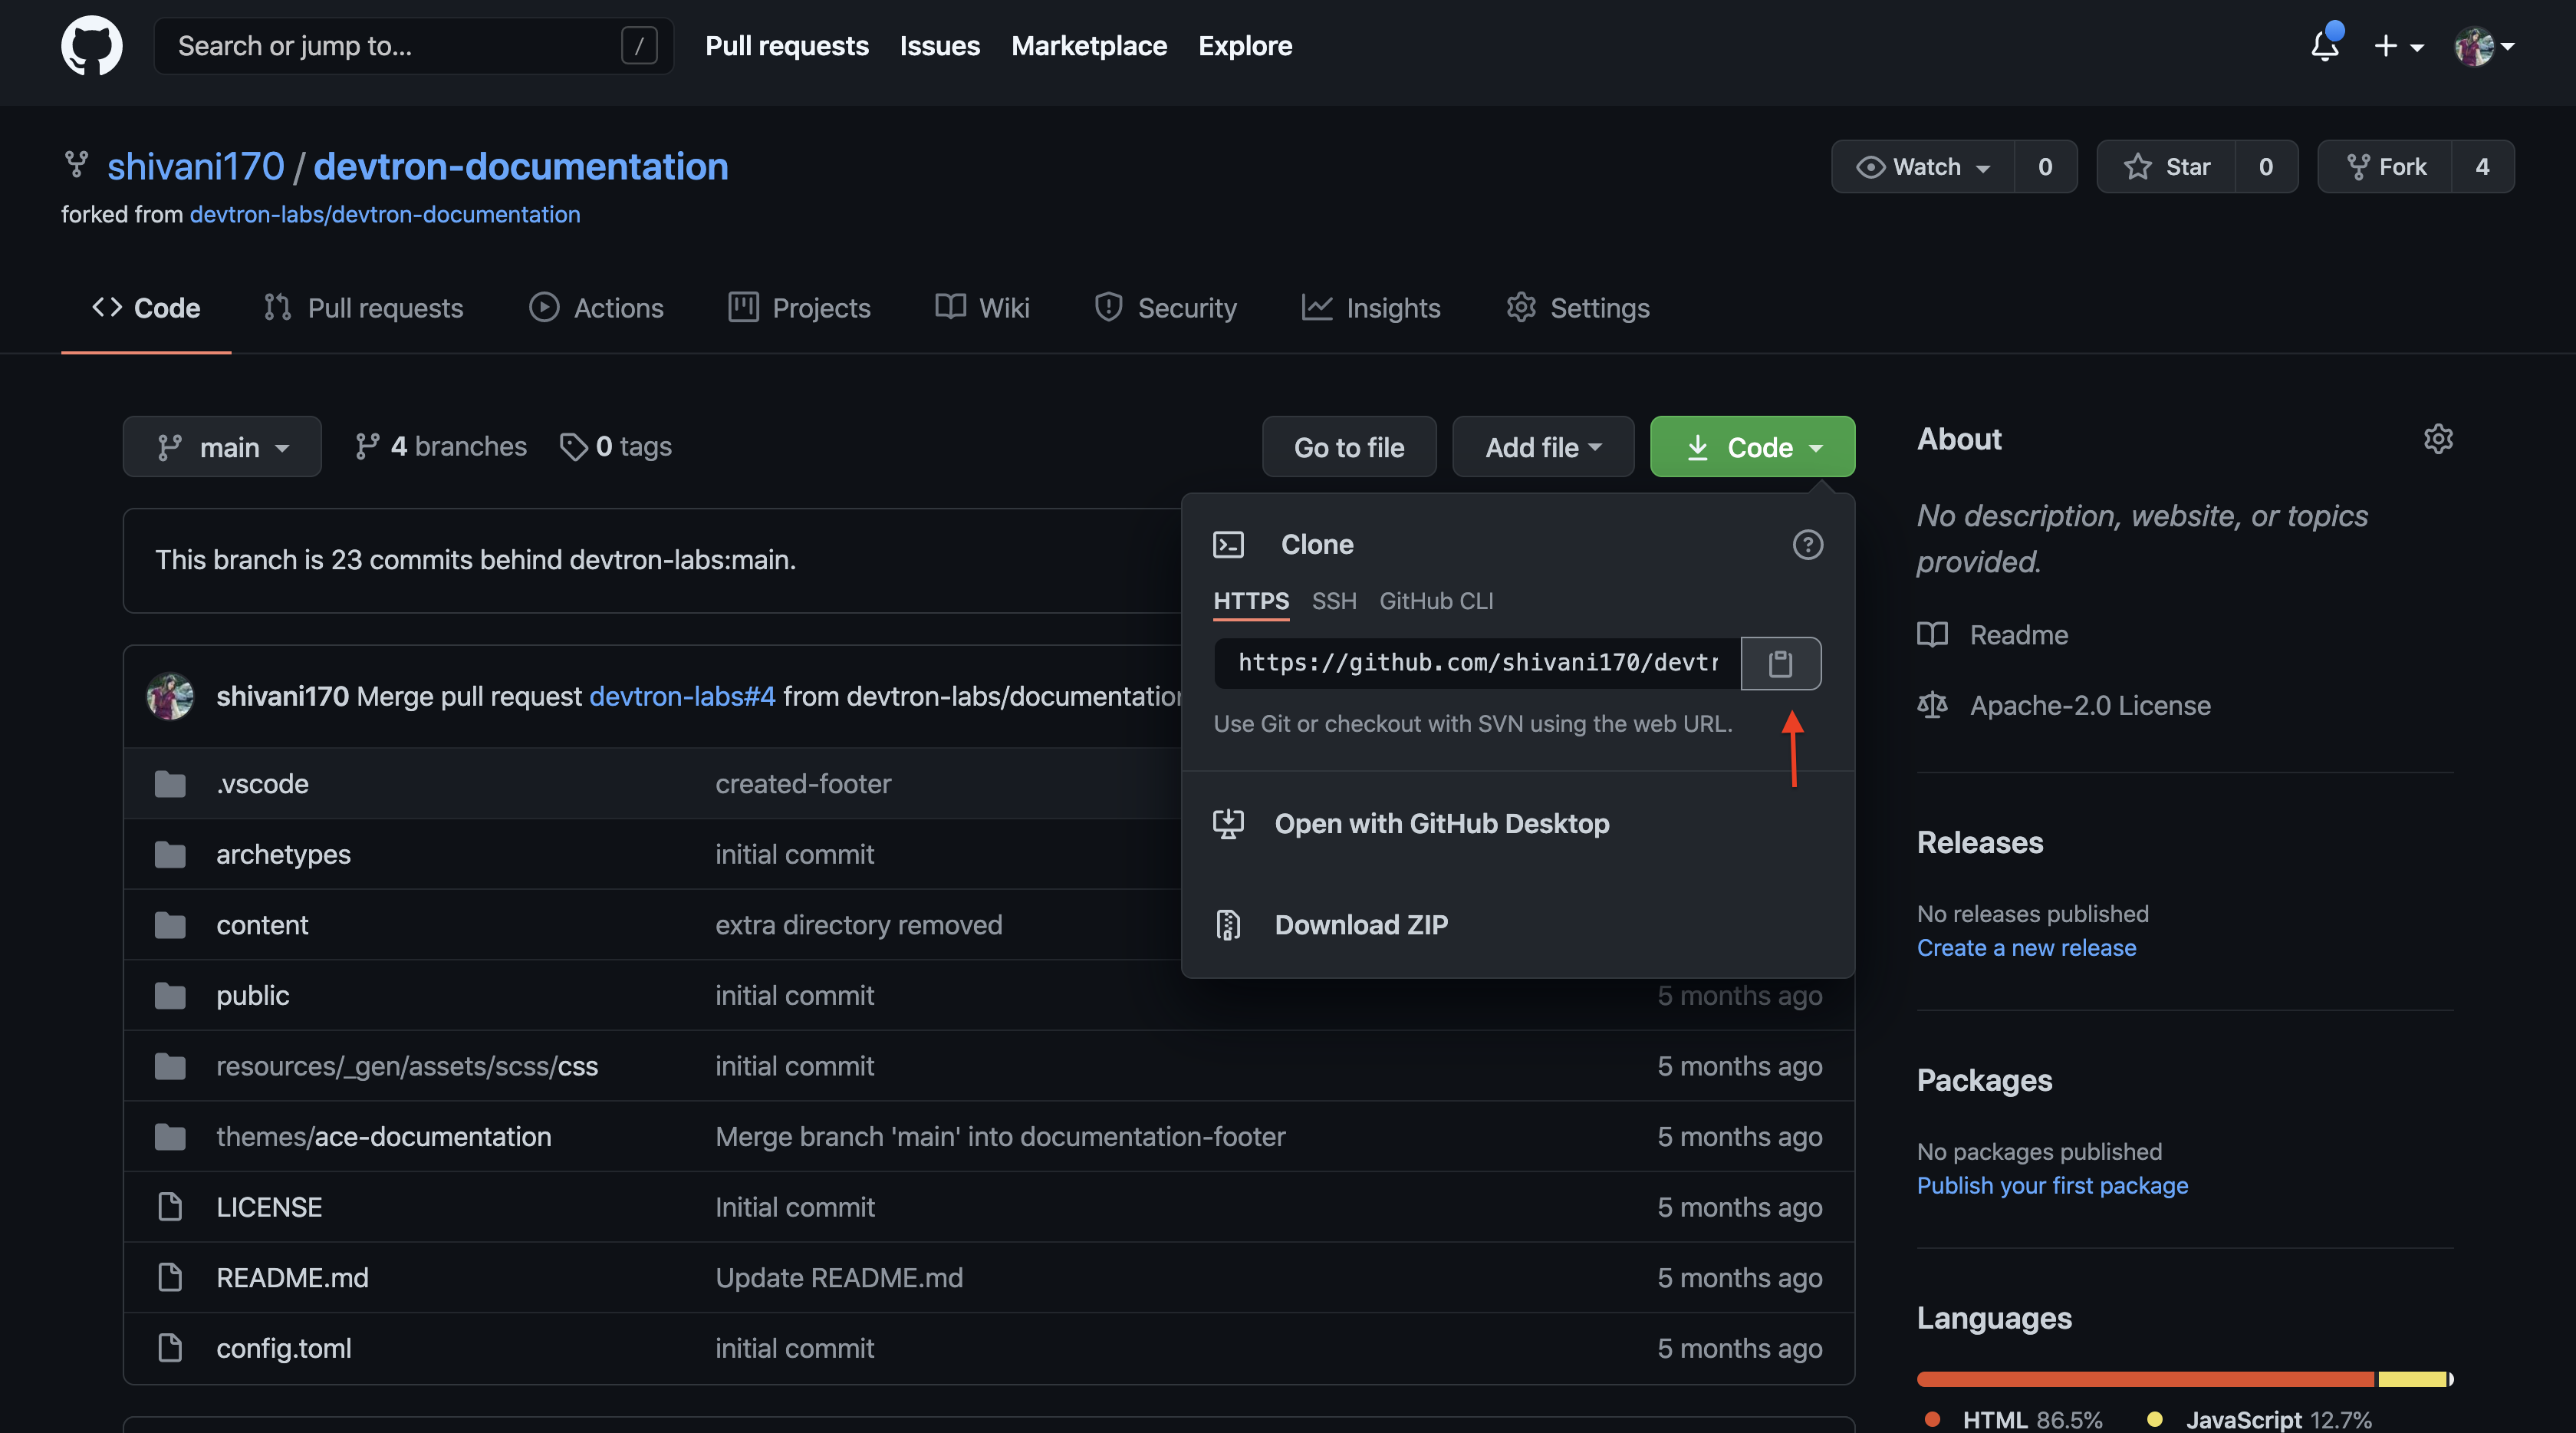 Search or jump to... /
Pull requests Issues Marketplace Explore
shivani170 / devtron-documentation
forked from devtron-labs/devtron-documentation
Watch 0 Star 0 Fork 4
Code Pull requests Actions Projects Wiki Security Insights Settings
main 4 branches 0 tags
Go to file Add file Code
This branch is 23 commits behind devtron-labs:main.
Clone
HTTPS SSH GitHub CLI
https://github.com/shivani170/devtr
Use Git or checkout with SVN using the web URL.
Open with GitHub Desktop
Download ZIP
shivani170 Merge pull request devtron-labs#4 from devtron-labs/documentation
.vscode created-footer
archetypes initial commit
content extra directory removed
public initial commit 5 months ago
resources/_gen/assets/scss/css initial commit 5 months ago
themes/ace-documentation Merge branch 'main' into documentation-footer 5 months ago
LICENSE Initial commit 5 months ago
README.md Update README.md 5 months ago
config.toml initial commit 5 months ago
About
No description, website, or topics
provided.
Readme
Apache-2.0 License
Releases
No releases published
Create a new release
Packages
No packages published
Publish your first package
Languages
HTML 86.5% JavaScript 12.7%